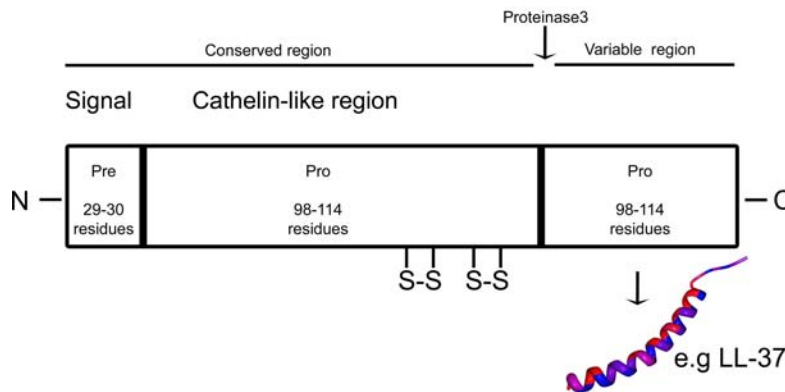 Proteinase3
Conserved region
Variable region
Signal
Cathelin-like region
N
Pre
29-30
residues
Pro
98-114
residues
Pro
98-114
residues
C
S-S
S-S
e.g LL-37